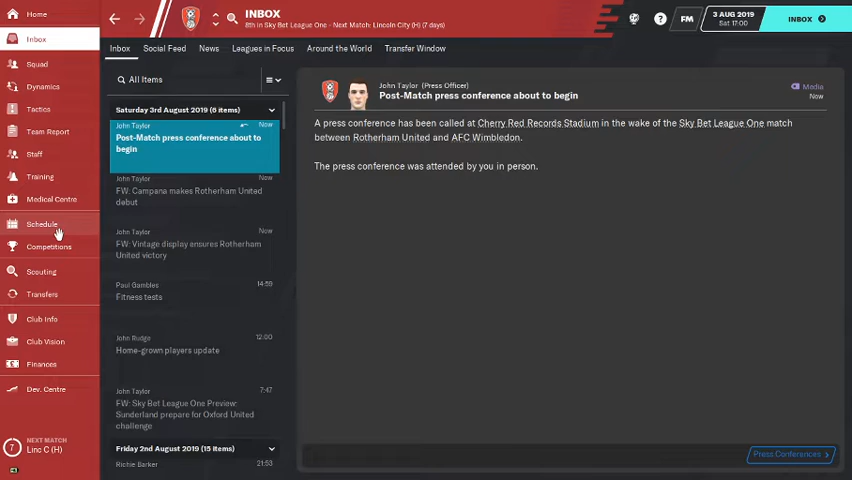 Home
Inbox
Squad
Dynamics
Tactics
Team Report
Staff
Training
Medical Centre
Schedule
Competitions
Scouting
Transfers
Club Info
Club Vision
Finances
Dev. Centre
7
NEXT MATCH
Linc C (H)
INBOX
8th in Sky Bet League One - Next Match: Lincoln City (H) (7 days)
FM
3 AUG 2019
Sat 17:00
INBOX
Inbox
Social Feed
News
Leagues in Focus
Around the World
Transfer Window
All Items
Saturday 3rd August 2019 (6 items)
John Taylor
Now
Post-Match press conference about to
begin
John Taylor
Now
FW: Campana makes Rotherham United
debut
John Taylor
Now
FW: Vintage display ensures Rotherham
United victory
Paul Gambles
14:59
Fitness tests
John Rudge
12:00
Home-grown players update
John Taylor
7:47
FW: Sky Bet League One Preview:
Sunderland prepare for Oxford United
challenge
Friday 2nd August 2019 (15 items)
Richie Barker
21:53
John Taylor (Press Officer)
Post-Match press conference about to begin
Media
Now
A press conference has been called at Cherry Red Records Stadium in the wake of the Sky Bet League One match
between Rotherham United and AFC Wimbledon.
The press conference was attended by you in person.
Press Conferences